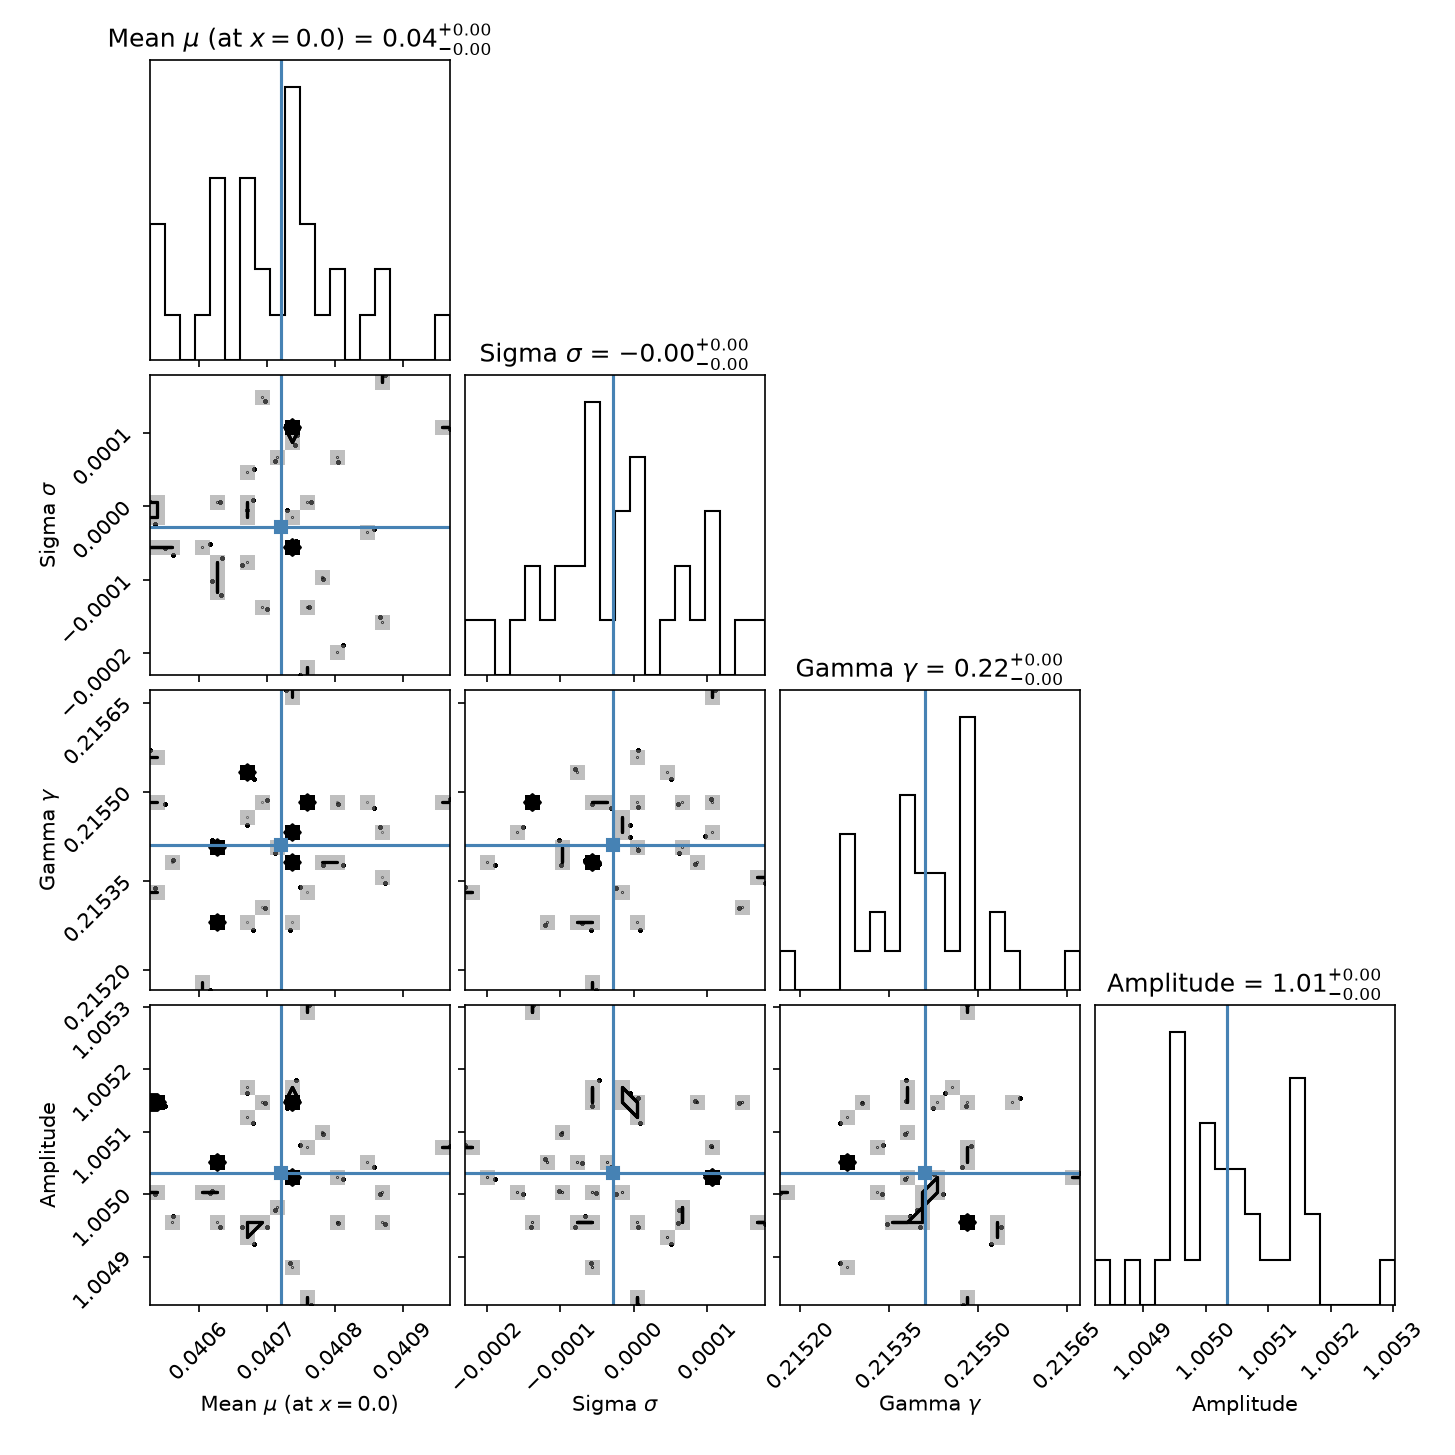 Mean μ (at x = 0.0) = 0.04+0.00−0.00
Sigma σ = −0.00+0.00−0.00
0.0001
0.0000
−0.0001
−0.0002
Sigma σ
Gamma γ = 0.22+0.00−0.00
0.21565
0.21550
0.21535
0.21520
Gamma γ
Amplitude = 1.01+0.00−0.00
1.0053
1.0052
1.0051
1.0050
1.0049
Amplitude
0.0406 0.0407 0.0408 0.0409
−0.0002 −0.0001 0.0000 0.0001
0.21520 0.21535 0.21550 0.21565
1.0049 1.0050 1.0051 1.0052 1.0053
Mean μ (at x = 0.0)
Sigma σ
Gamma γ
Amplitude